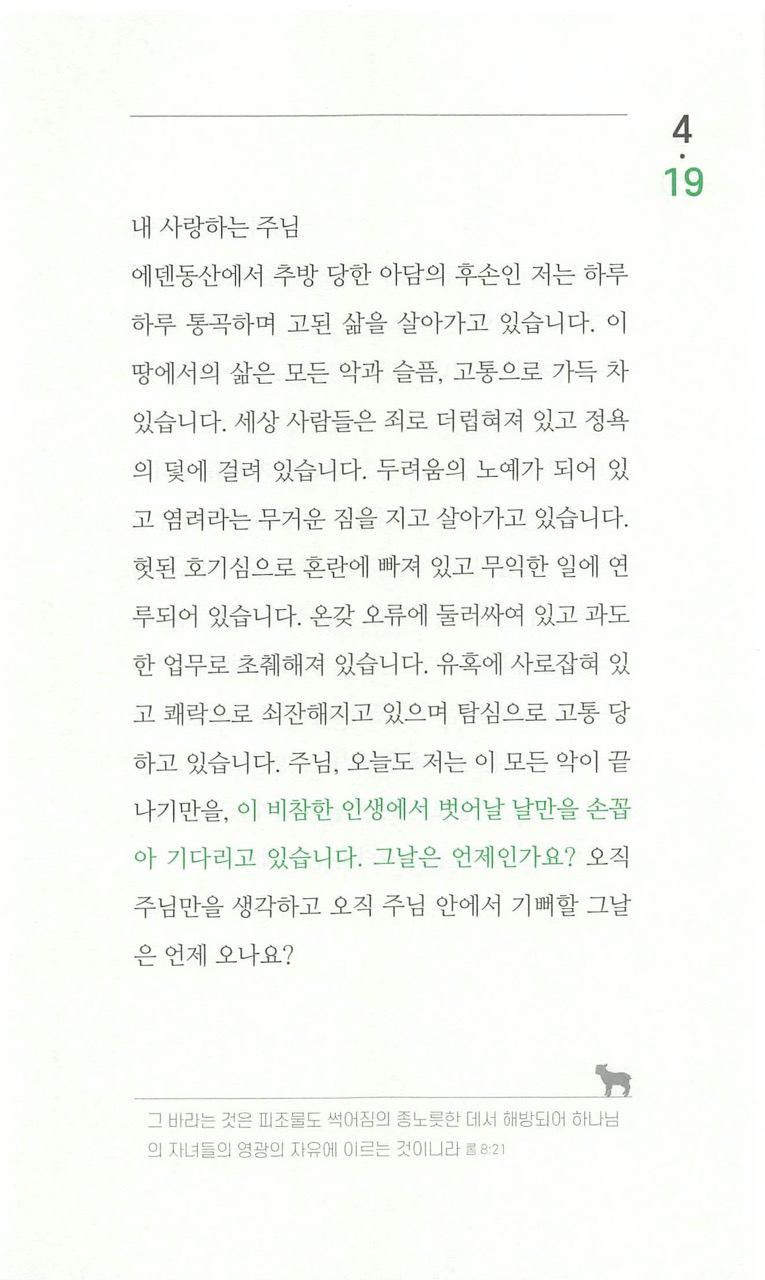 4
·
19
내 사랑하는 주님
에덴동산에서 추방 당한 아담의 후손인 저는 하루
하루 통곡하며 고된 삶을 살아가고 있습니다. 이
땅에서의 삶은 모든 악과 슬픔, 고통으로 가득 차
있습니다. 세상 사람들은 죄로 더럽혀져 있고 정욕
의 덫에 걸려 있습니다. 두려움의 노예가 되어 있
고 염려라는 무거운 짐을 지고 살아가고 있습니다.
헛된 호기심으로 혼란에 빠져 있고 무익한 일에 연
루되어 있습니다. 온갖 오류에 둘러싸여 있고 과도
한 업무로 초췌해져 있습니다. 유혹에 사로잡혀 있
고 쾌락으로 쇠잔해지고 있으며 탐심으로 고통 당
하고 있습니다. 주님, 오늘도 저는 이 모든 악이 끝
나기만을, 이 비참한 인생에서 벗어날 날만을 손꼽
아 기다리고 있습니다. 그날은 언제인가요? 오직
주님만을 생각하고 오직 주님 안에서 기뻐할 그날
은 언제 오나요?
그 바라는 것은 피조물도 썩어짐의 종노릇한 데서 해방되어 하나님
의 자녀들의 영광의 자유에 이르는 것이니라 롬 8:21